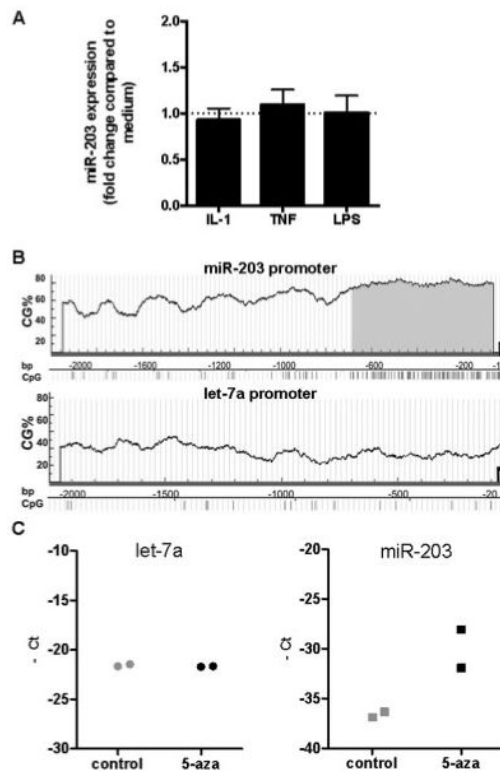 A
miR-203 expression
(fold change compared to
medium)
2.0
1.5
1.0
0.5
0.0
IL-1 TNF LPS
B
miR-203 promoter
CG%
80
60
40
20
bp -2000 -1600 -1200 -1000 -600 -200 -1
CpG
let-7a promoter
CG%
80
60
40
20
bp -2000 -1500 -1000 -500 -20
CpG
C
let-7a
- Ct
-10
-15
-20
-25
-30
control 5-aza
miR-203
- Ct
-20
-25
-30
-35
-40
control 5-aza